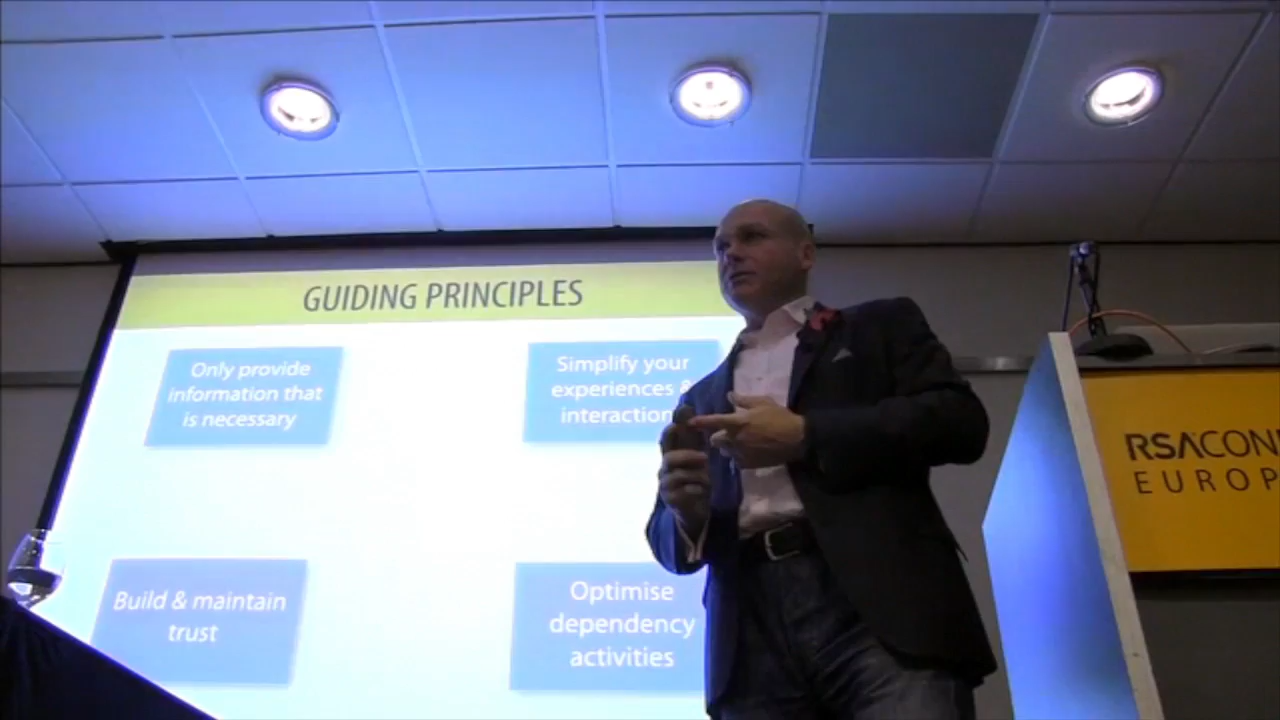 GUIDING PRINCIPLES
Only provide
information that
is necessary
Simplify your
experiences &
interaction
Build & maintain
trust
Optimise
dependency
activities
RSACON
EUROP